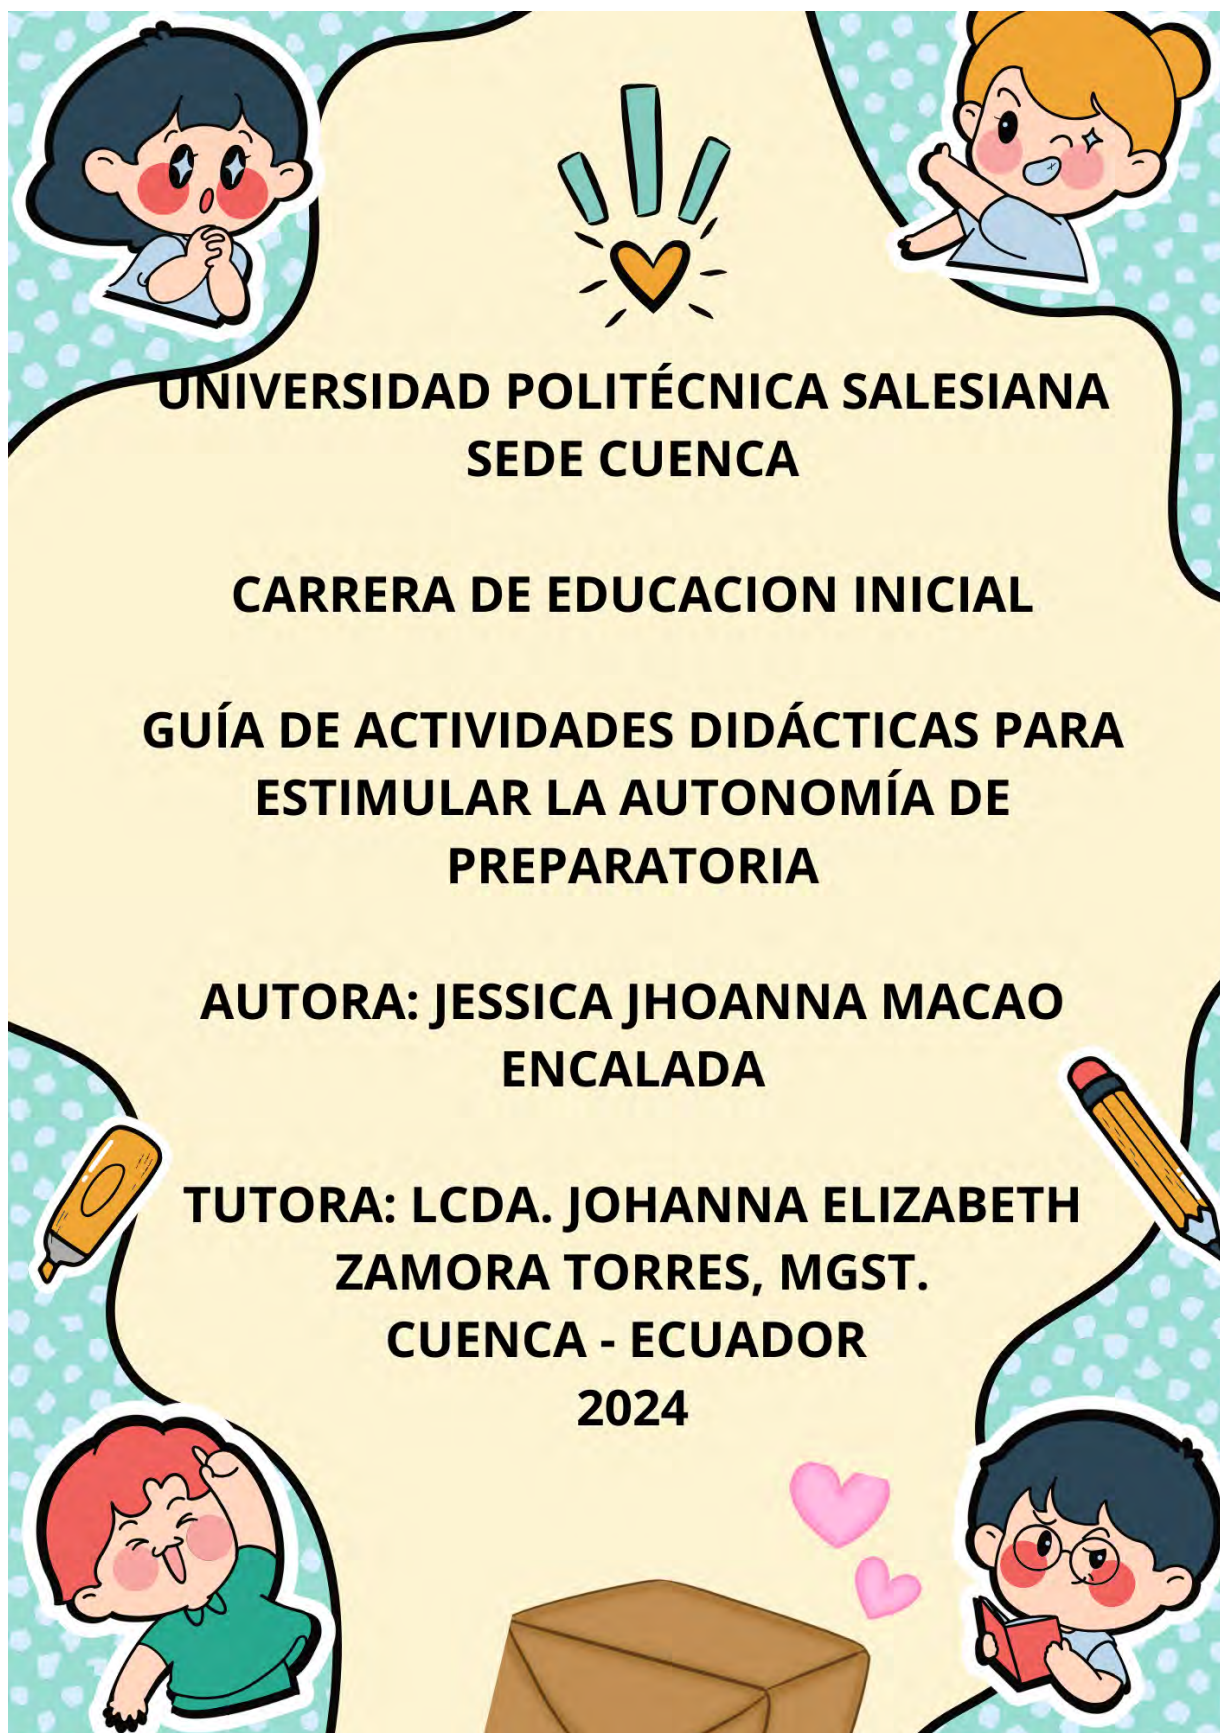 UNIVERSIDAD POLITÉCNICA SALESIANA
SEDE CUENCA
CARRERA DE EDUCACION INICIAL
GUÍA DE ACTIVIDADES DIDÁCTICAS PARA
ESTIMULAR LA AUTONOMÍA DE
PREPARATORIA
AUTORA: JESSICA JHOANNA MACAO
ENCALADA
TUTORA: LCDA. JOHANNA ELIZABETH
ZAMORA TORRES, MGST.
CUENCA - ECUADOR
2024